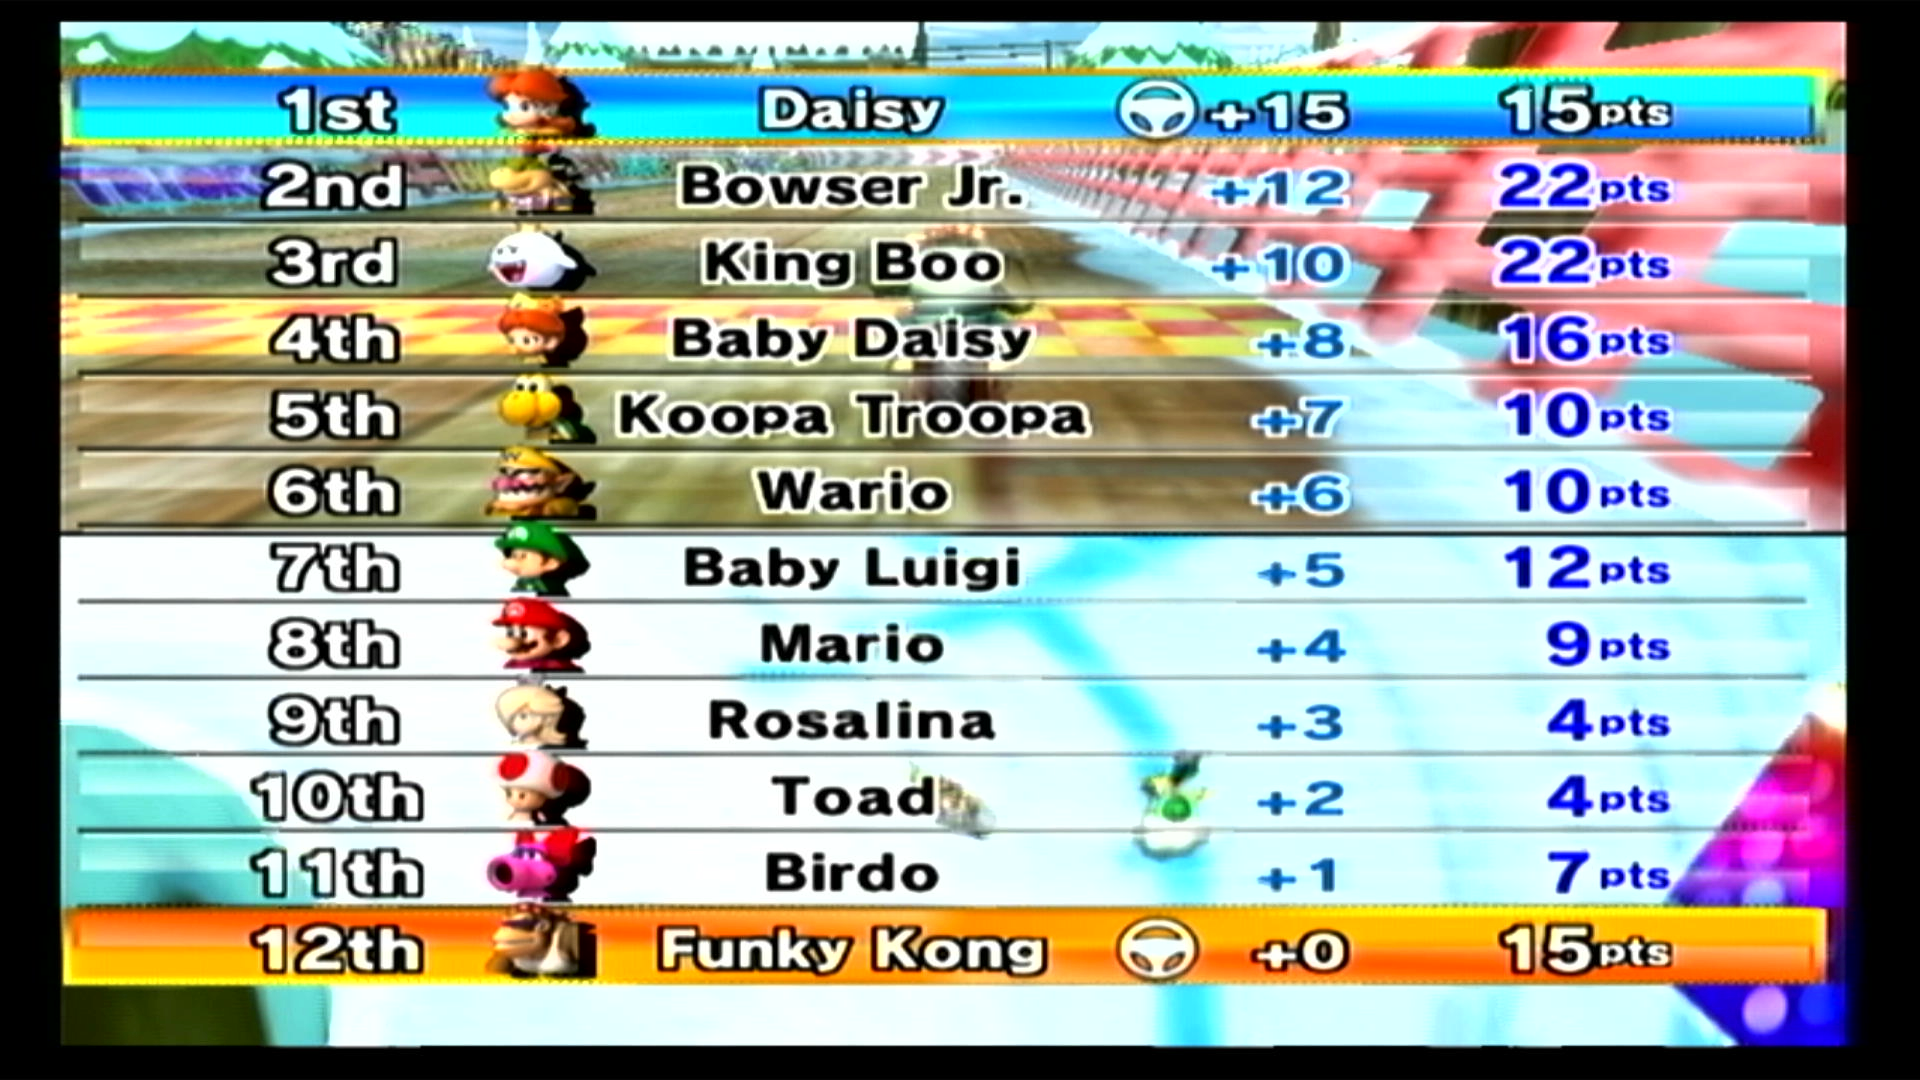 1st Daisy +15 15pts
2nd Bowser Jr. +12 22pts
3rd King Boo +10 22pts
4th Baby Daisy +8 16pts
5th Koopa Troopa +7 10pts
6th Wario +6 10pts
7th Baby Luigi +5 12pts
8th Mario +4 9pts
9th Rosalina +3 4pts
10th Toad +2 4pts
11th Birdo +1 7pts
12th Funky Kong +0 15pts